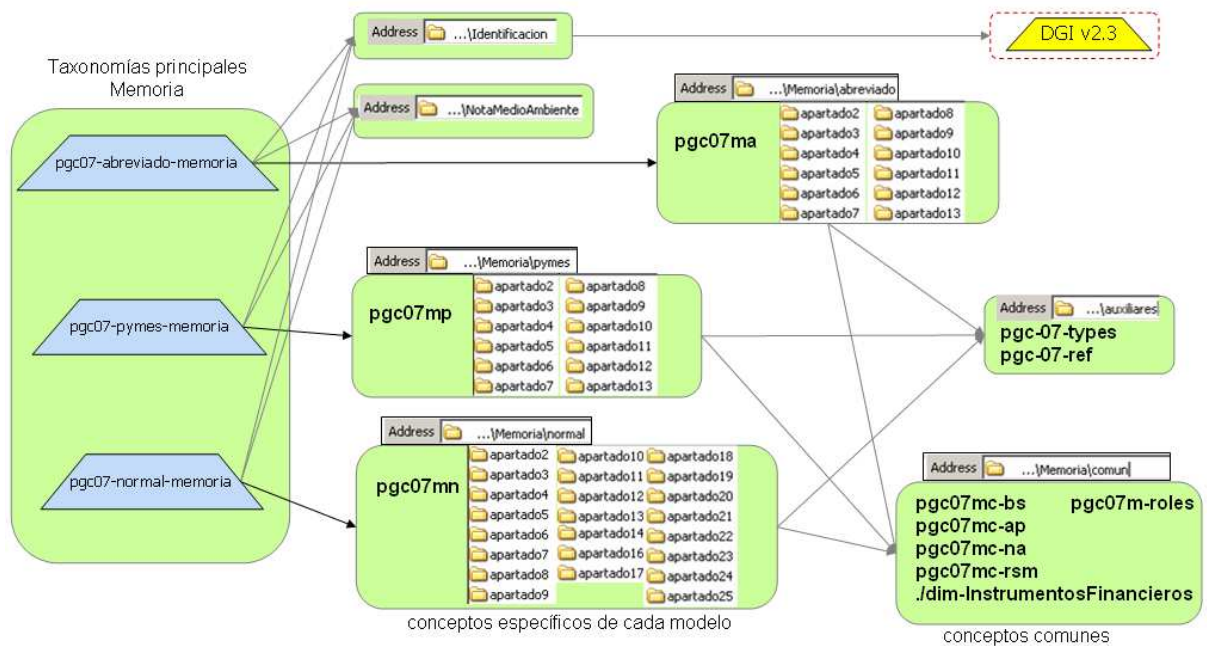 Taxonomías principales
Memoria
pgc07-abreviado-memoria
pgc07-pymes-memoria
pgc07-normal-memoria
Address ...\Identificacion
DGI v2.3
Address ...\NotaMedioAmbiente
Address ...\Memoria\abreviado
pgc07ma
apartado2 apartado8
apartado3 apartado9
apartado4 apartado10
apartado5 apartado11
apartado6 apartado12
apartado7 apartado13
Address ...\Memoria\pymes
pgc07mp
apartado2 apartado8
apartado3 apartado9
apartado4 apartado10
apartado5 apartado11
apartado6 apartado12
apartado7 apartado13
Address ...\Memoria\normal
pgc07mn
apartado2 apartado10 apartado18
apartado3 apartado11 apartado19
apartado4 apartado12 apartado20
apartado5 apartado13 apartado21
apartado6 apartado14 apartado22
apartado7 apartado16 apartado23
apartado8 apartado17 apartado24
apartado9 apartado25
conceptos específicos de cada modelo
Address ...\auxiliares
pgc-07-types
pgc-07-ref
Address ...\Memoria\comun
pgc07mc-bs pgc07m-roles
pgc07mc-ap
pgc07mc-na
pgc07mc-rsm
./dim-InstrumentosFinancieros
conceptos comunes